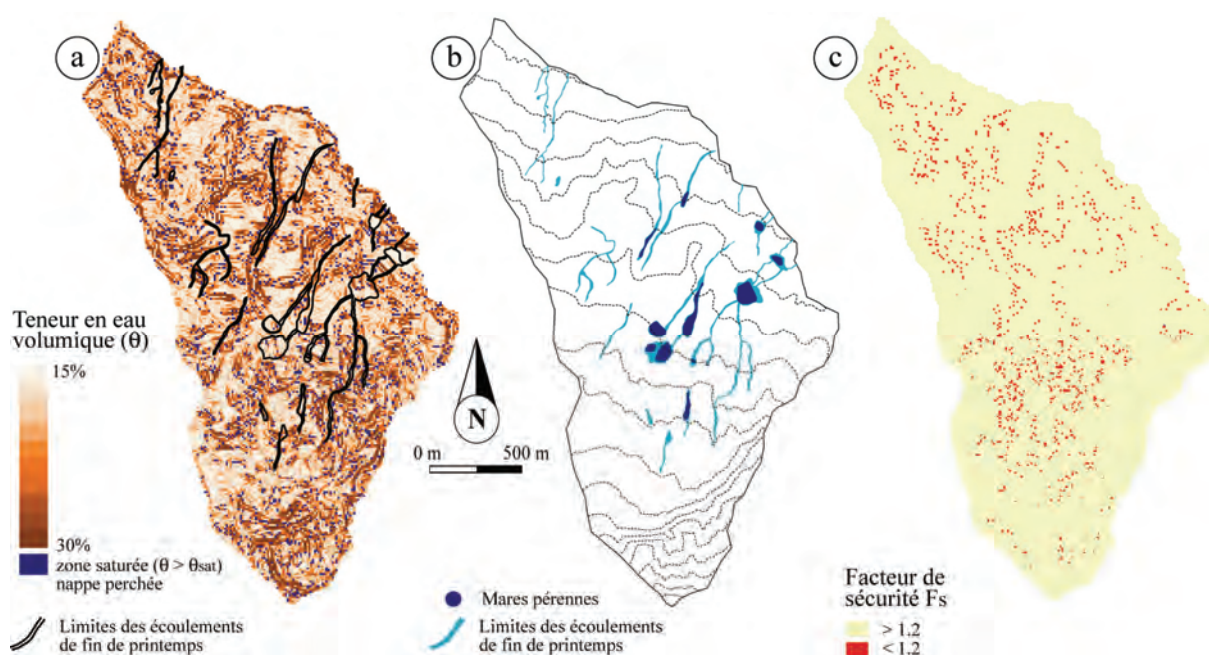 a
b
c
Teneur en eau
volumique (θ)
15%
30%
zone saturée (θ > θsat)
nappe perchée
Limites des écoulements
de fin de printemps
N
0 m
500 m
Mares pérennes
Limites des écoulements
de fin de printemps
Facteur de
sécurité Fs
> 1.2
< 1.2